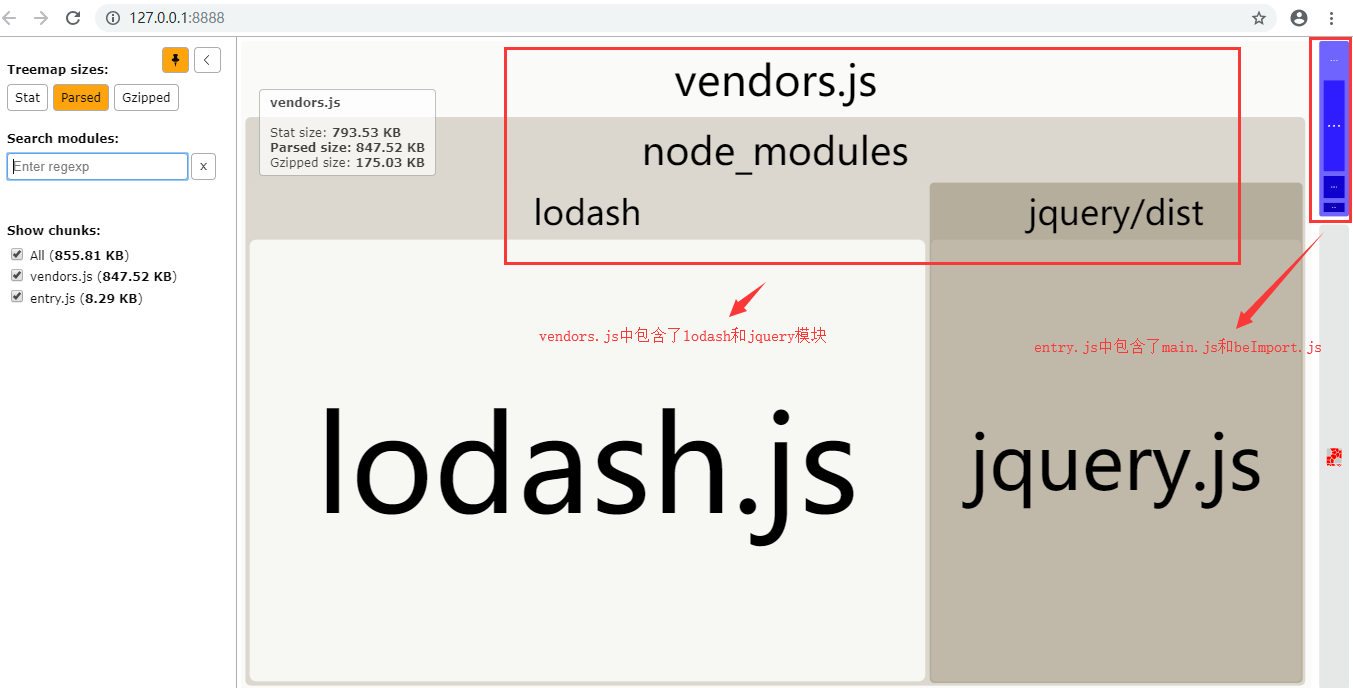 127.0.0.1:8888
Treemap sizes:
Stat Parsed Gzipped
Search modules:
Enter regexp x
Show chunks:
All (855.81 KB)
vendors.js (847.52 KB)
entry.js (8.29 KB)
vendors.js
Stat size: 793.53 KB
Parsed size: 847.52 KB
Gzipped size: 175.03 KB
vendors.js
node_modules
lodash
jquery/dist
vendors.js中包含了lodash和jquery模块
entry.js中包含了main.js和beImport.js
lodash.js
jquery.js
...
...
...
...